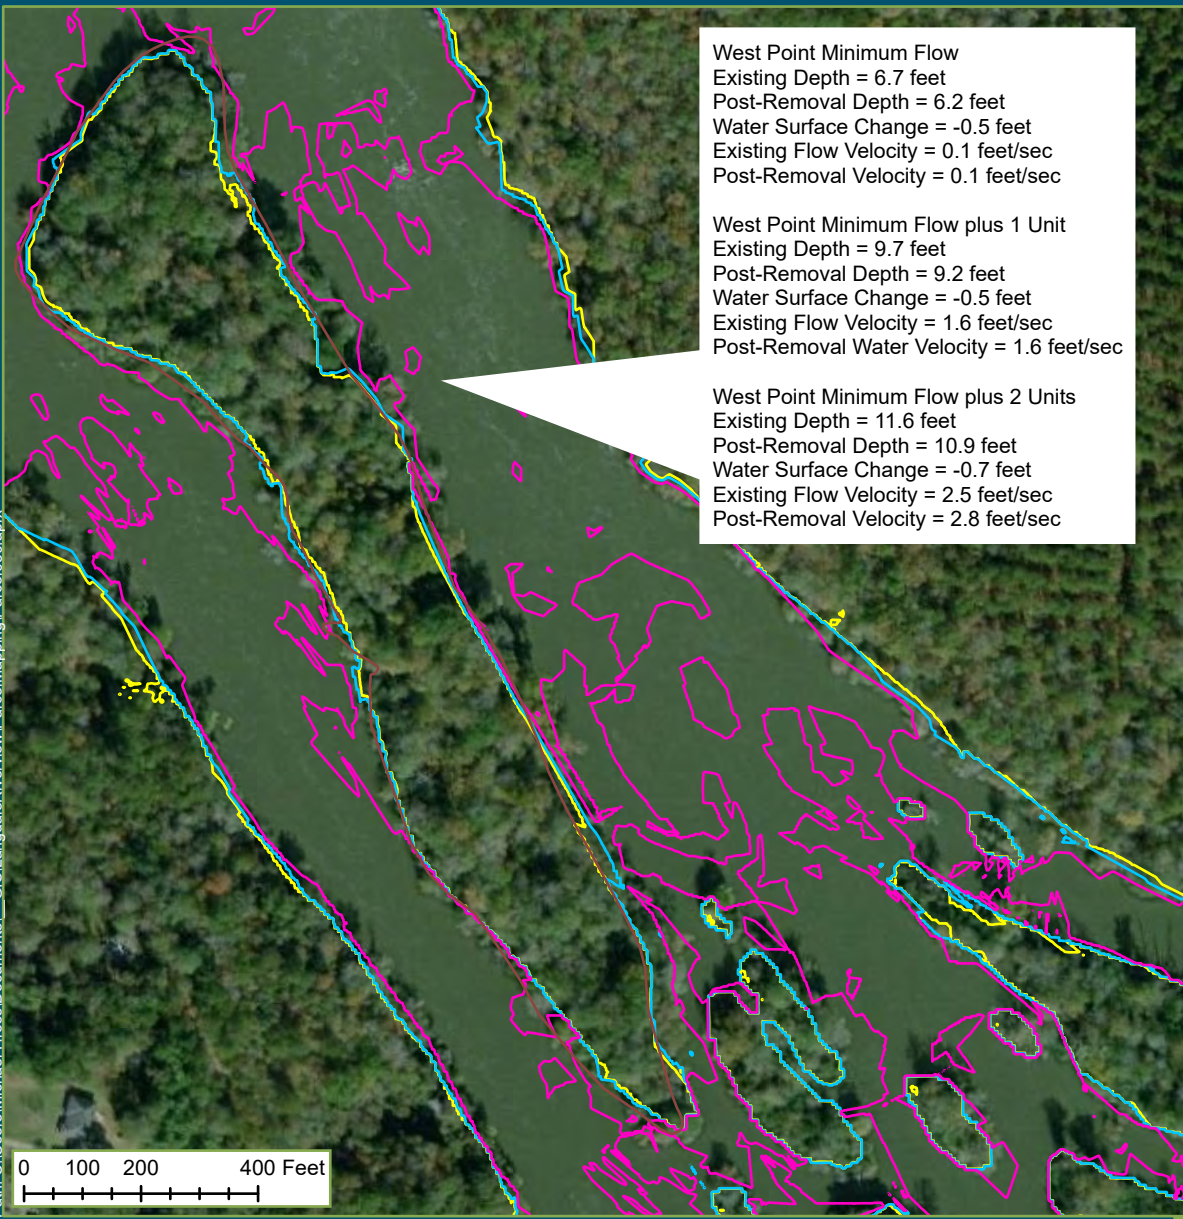 West Point Minimum Flow
Existing Depth = 6.7 feet
Post-Removal Depth = 6.2 feet
Water Surface Change = -0.5 feet
Existing Flow Velocity = 0.1 feet/sec
Post-Removal Velocity = 0.1 feet/sec
West Point Minimum Flow plus 1 Unit
Existing Depth = 9.7 feet
Post-Removal Depth = 9.2 feet
Water Surface Change = -0.5 feet
Existing Flow Velocity = 1.6 feet/sec
Post-Removal Water Velocity = 1.6 feet/sec
West Point Minimum Flow plus 2 Units
Existing Depth = 11.6 feet
Post-Removal Depth = 10.9 feet
Water Surface Change = -0.7 feet
Existing Flow Velocity = 2.5 feet/sec
Post-Removal Velocity = 2.8 feet/sec
0 100 200 400 Feet